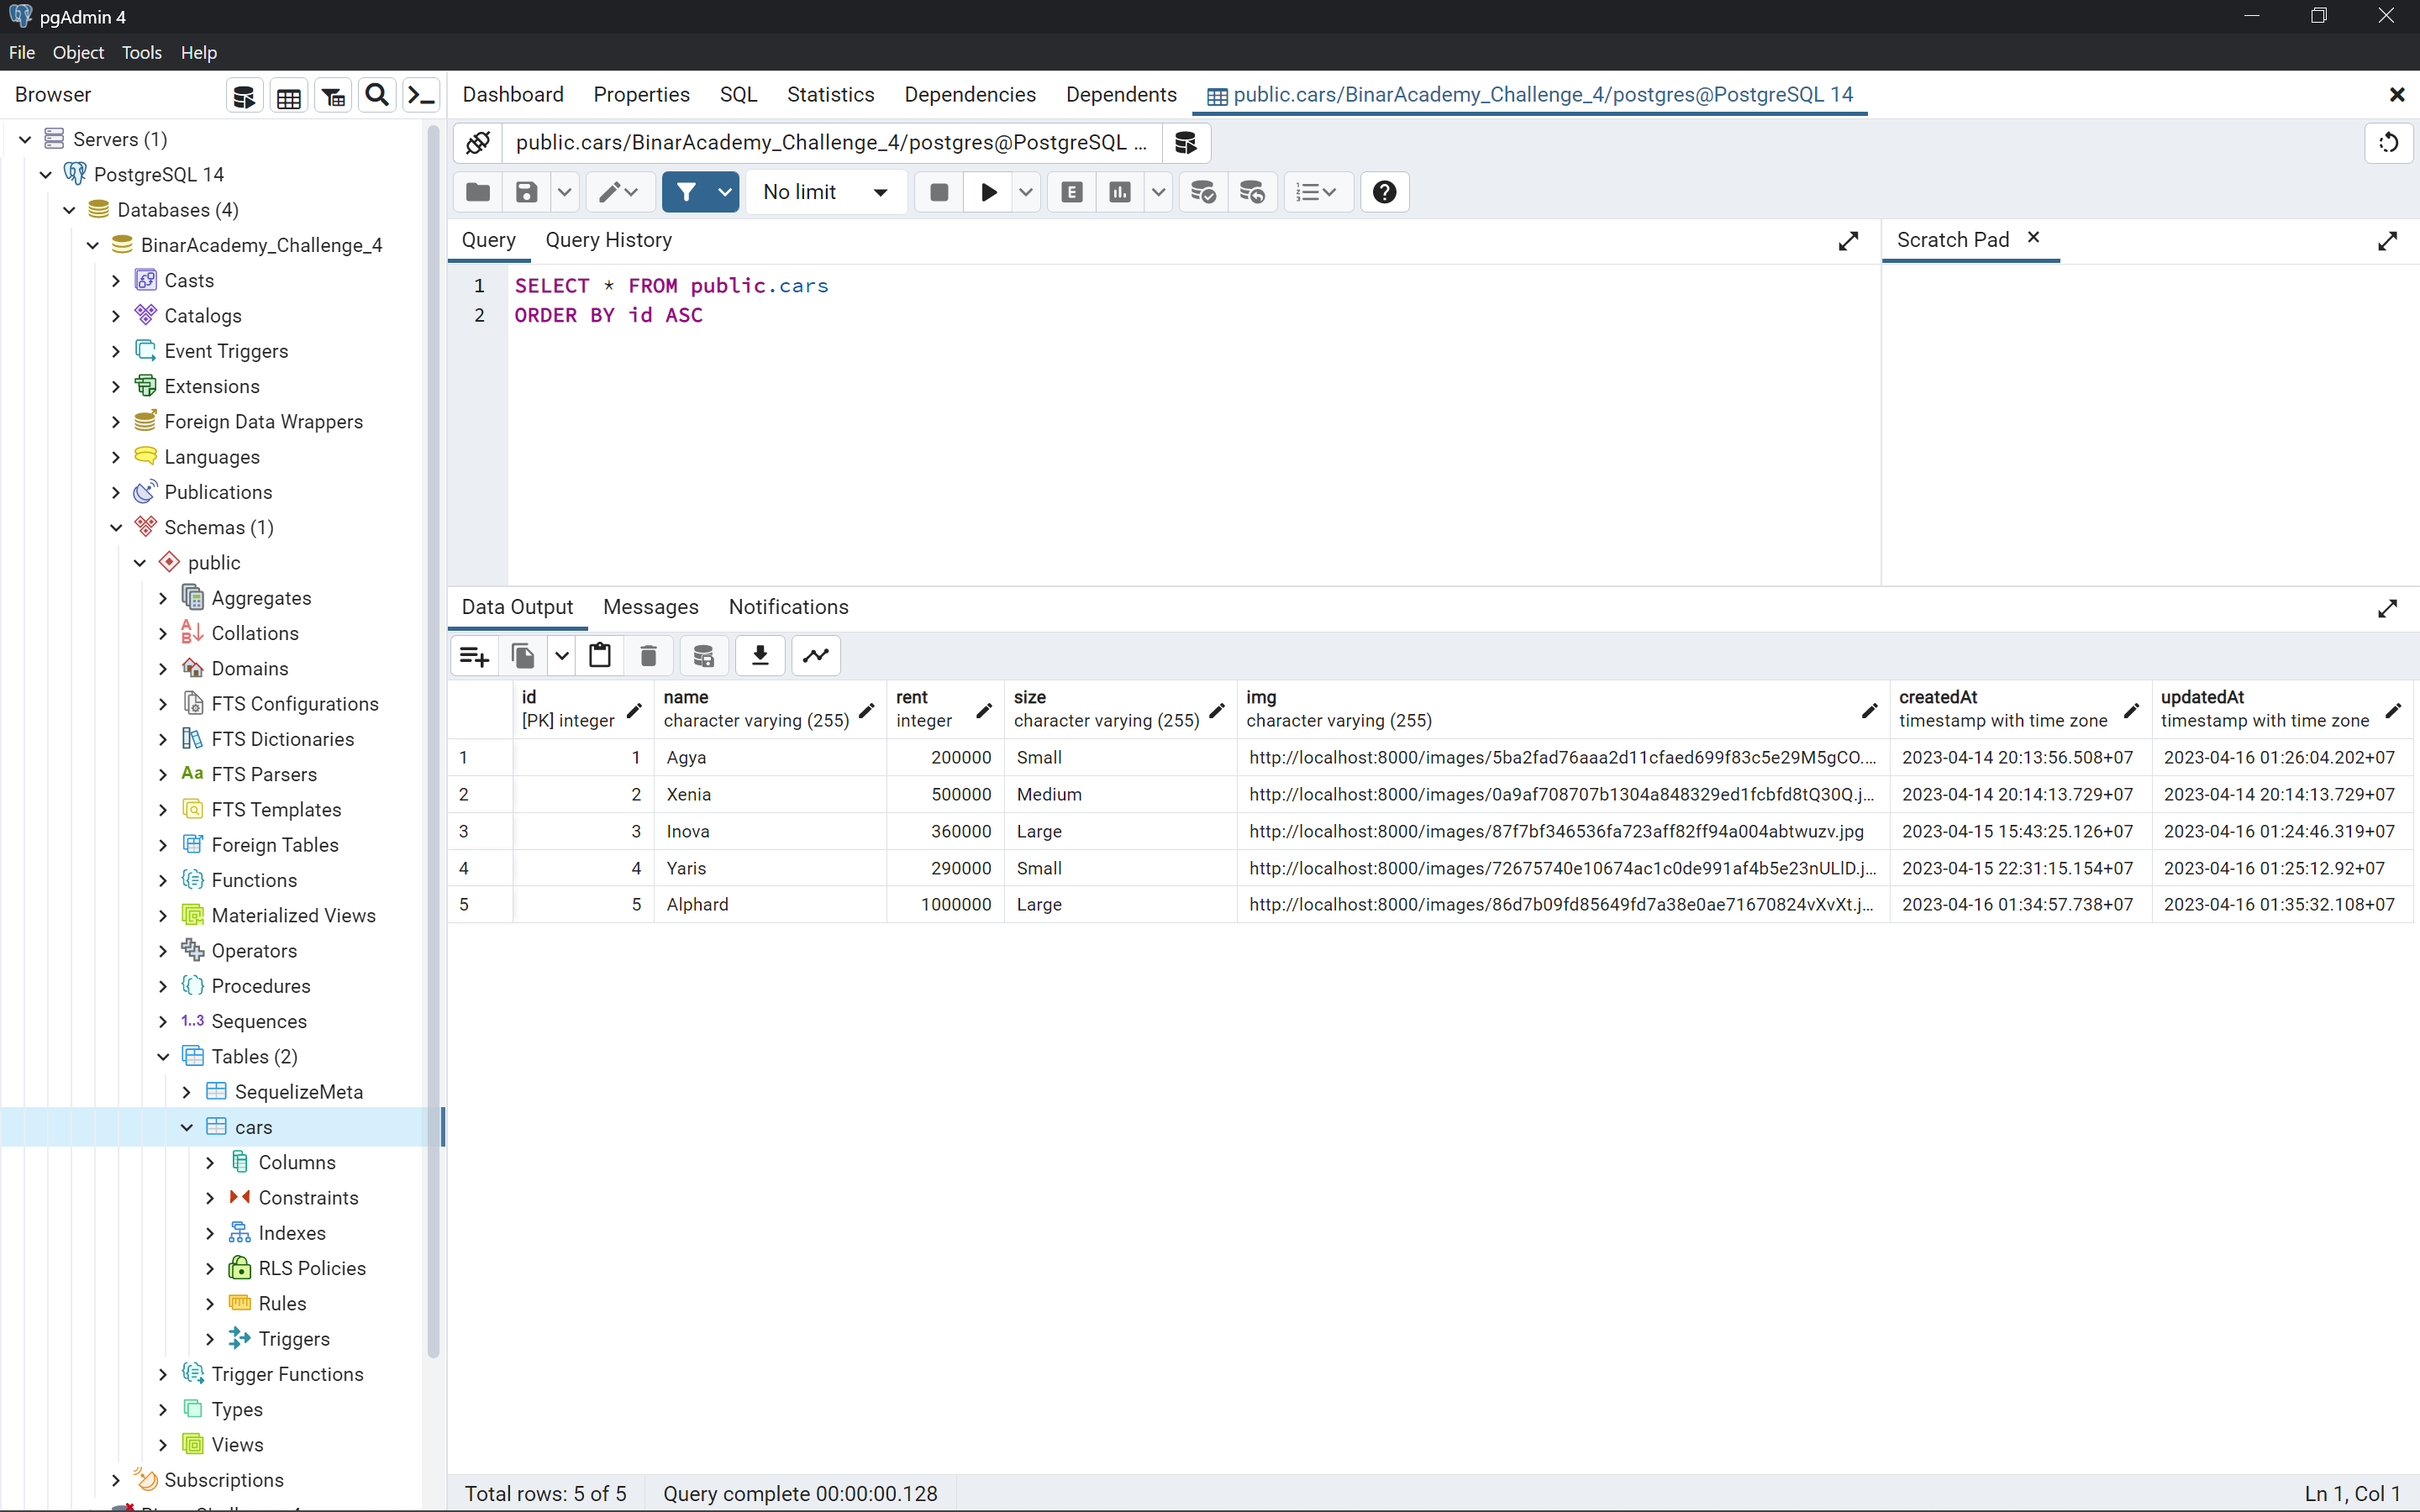 pgAdmin 4
File Object Tools Help
Browser
Dashboard Properties SQL Statistics Dependencies Dependents public.cars/BinarAcademy_Challenge_4/postgres@PostgreSQL 14
Servers (1)
PostgreSQL 14
Databases (4)
BinarAcademy_Challenge_4
Casts
Catalogs
Event Triggers
Extensions
Foreign Data Wrappers
Languages
Publications
Schemas (1)
public
Aggregates
Collations
Domains
FTS Configurations
FTS Dictionaries
Aa FTS Parsers
FTS Templates
Foreign Tables
Functions
Materialized Views
Operators
Procedures
1..3 Sequences
Tables (2)
SequelizeMeta
cars
Columns
Constraints
Indexes
RLS Policies
Rules
Triggers
Trigger Functions
Types
Views
Subscriptions
public.cars/BinarAcademy_Challenge_4/postgres@PostgreSQL ...
No limit
E
Query Query History
Scratch Pad
1 SELECT * FROM public.cars
2 ORDER BY id ASC
Data Output Messages Notifications
id name rent size img createdAt updatedAt
[PK] integer character varying (255) integer character varying (255) character varying (255) timestamp with time zone timestamp with time zone
1 1 Agya 200000 Small http://localhost:8000/images/5ba2fad76aaa2d11cfaed699f83c5e29M5gCO.... 2023-04-14 20:13:56.508+07 2023-04-16 01:26:04.202+07
2 2 Xenia 500000 Medium http://localhost:8000/images/0a9af708707b1304a848329ed1fcbfd8tQ30Q.j... 2023-04-14 20:14:13.729+07 2023-04-14 20:14:13.729+07
3 3 Inova 360000 Large http://localhost:8000/images/87f7bf346536fa723aff82ff94a004abtwuzv.jpg 2023-04-15 15:43:25.126+07 2023-04-16 01:24:46.319+07
4 4 Yaris 290000 Small http://localhost:8000/images/72675740e10674ac1c0de991af4b5e23nULlD.j... 2023-04-15 22:31:15.154+07 2023-04-16 01:25:12.92+07
5 5 Alphard 1000000 Large http://localhost:8000/images/86d7b09fd85649fd7a38e0ae71670824vXvXt.j... 2023-04-16 01:34:57.738+07 2023-04-16 01:35:32.108+07
Total rows: 5 of 5 Query complete 00:00:00.128
Ln 1, Col 1